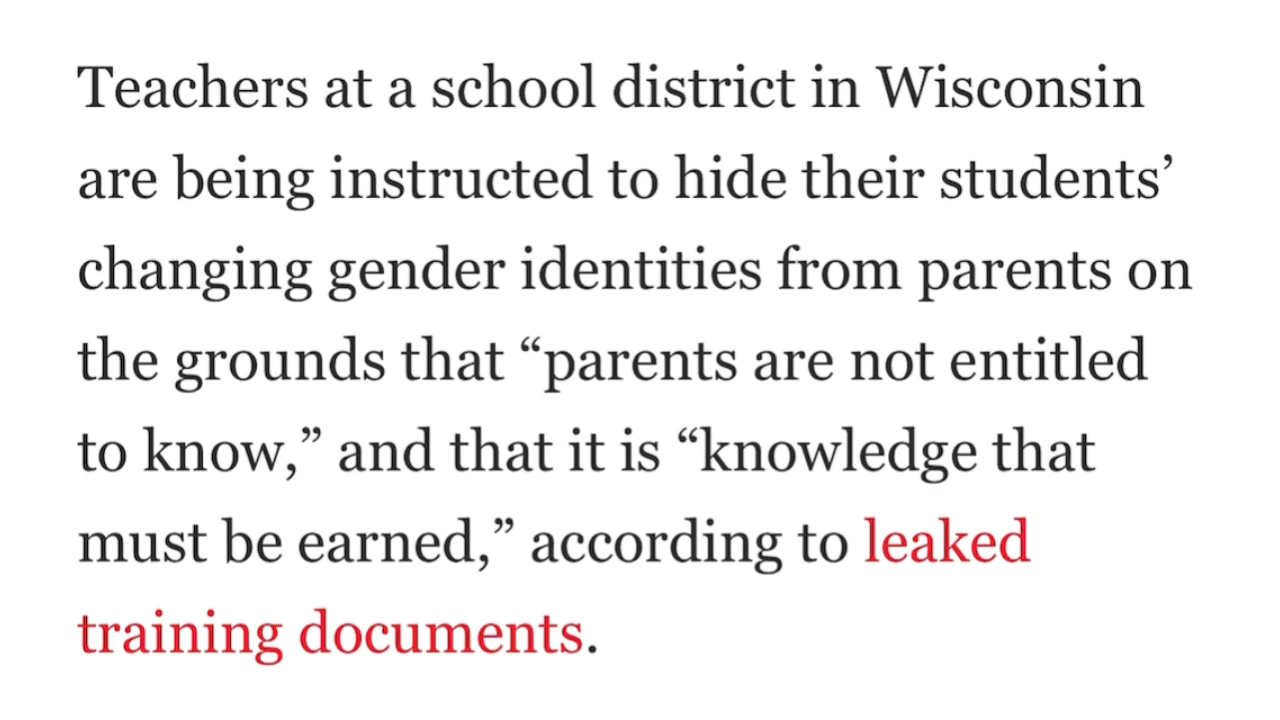 Teachers at a school district in Wisconsin
are being instructed to hide their students’
changing gender identities from parents on
the grounds that “parents are not entitled
to know,” and that it is “knowledge that
must be earned,” according to leaked
training documents.